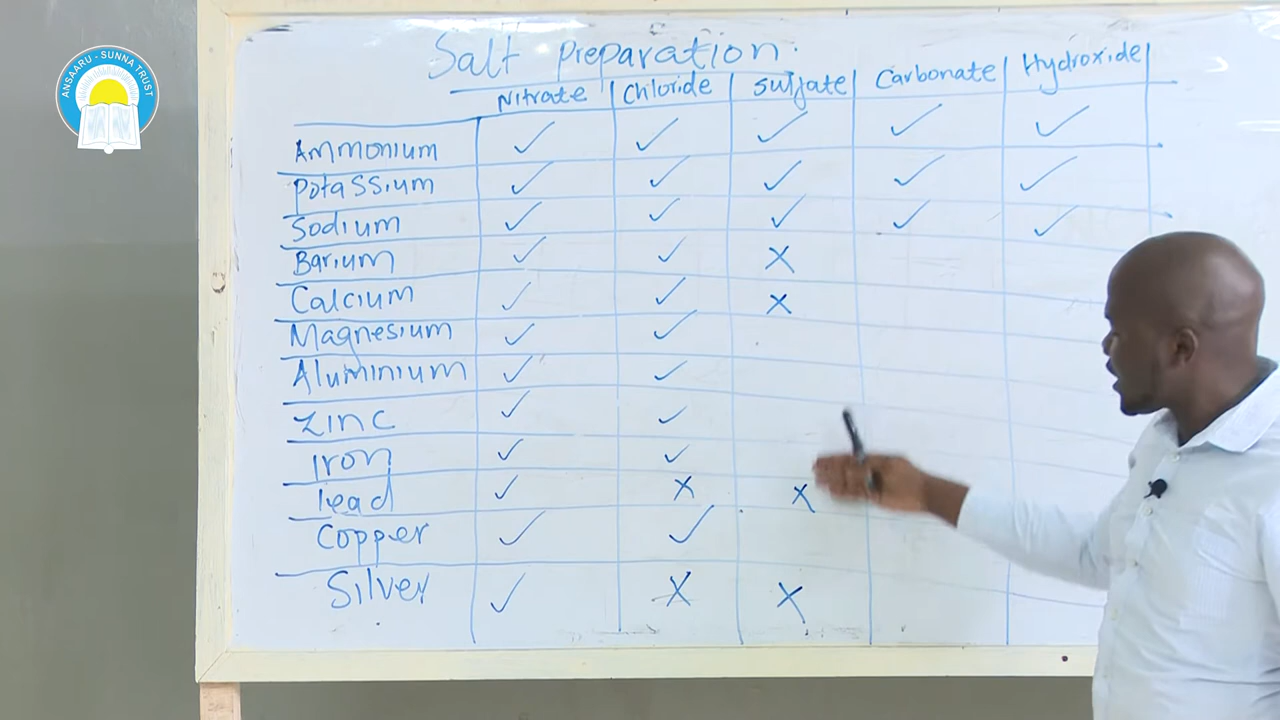 ANSAARU - SUNNA TRUST
Salt preparation.
Nitrate Chloride Sulfate Carbonate Hydroxide
Ammonium ✓ ✓ ✓ ✓ ✓
Potassium ✓ ✓ ✓ ✓ ✓
Sodium ✓ ✓ ✓ ✓ ✓
Barium ✓ ✓ ✗
Calcium ✓ ✓ ✗
Magnesium ✓ ✓
Aluminium ✓ ✓
Zinc ✓ ✓
Iron ✓ ✓
lead ✓ ✗ ✗
Copper ✓ ✓
Silver ✓ ✗ ✗